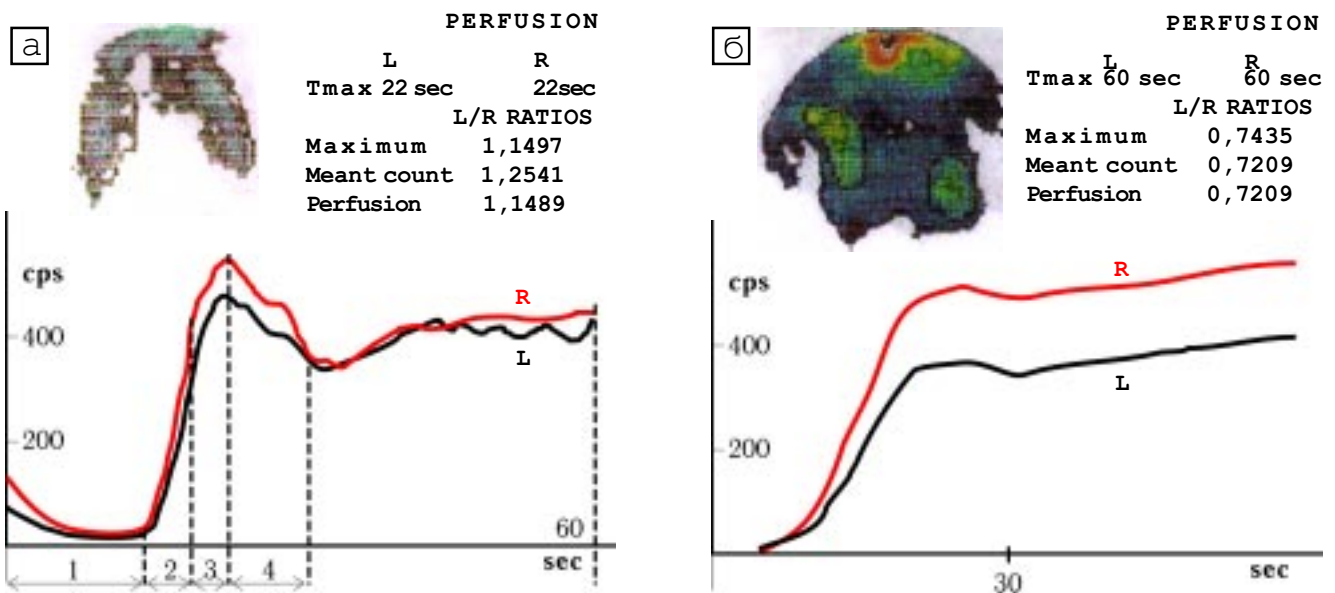 а
PERFUSION
L R
Tmax 22 sec 22sec
L/R RATIOS
Maximum 1,1497
Meant count 1,2541
Perfusion 1,1489
cps
400
200
R
L
60
sec
1 2 3 4
б
PERFUSION
L R
Tmax 60 sec 60 sec
L/R RATIOS
Maximum 0,7435
Meant count 0,7209
Perfusion 0,7209
cps
400
200
R
L
30
sec